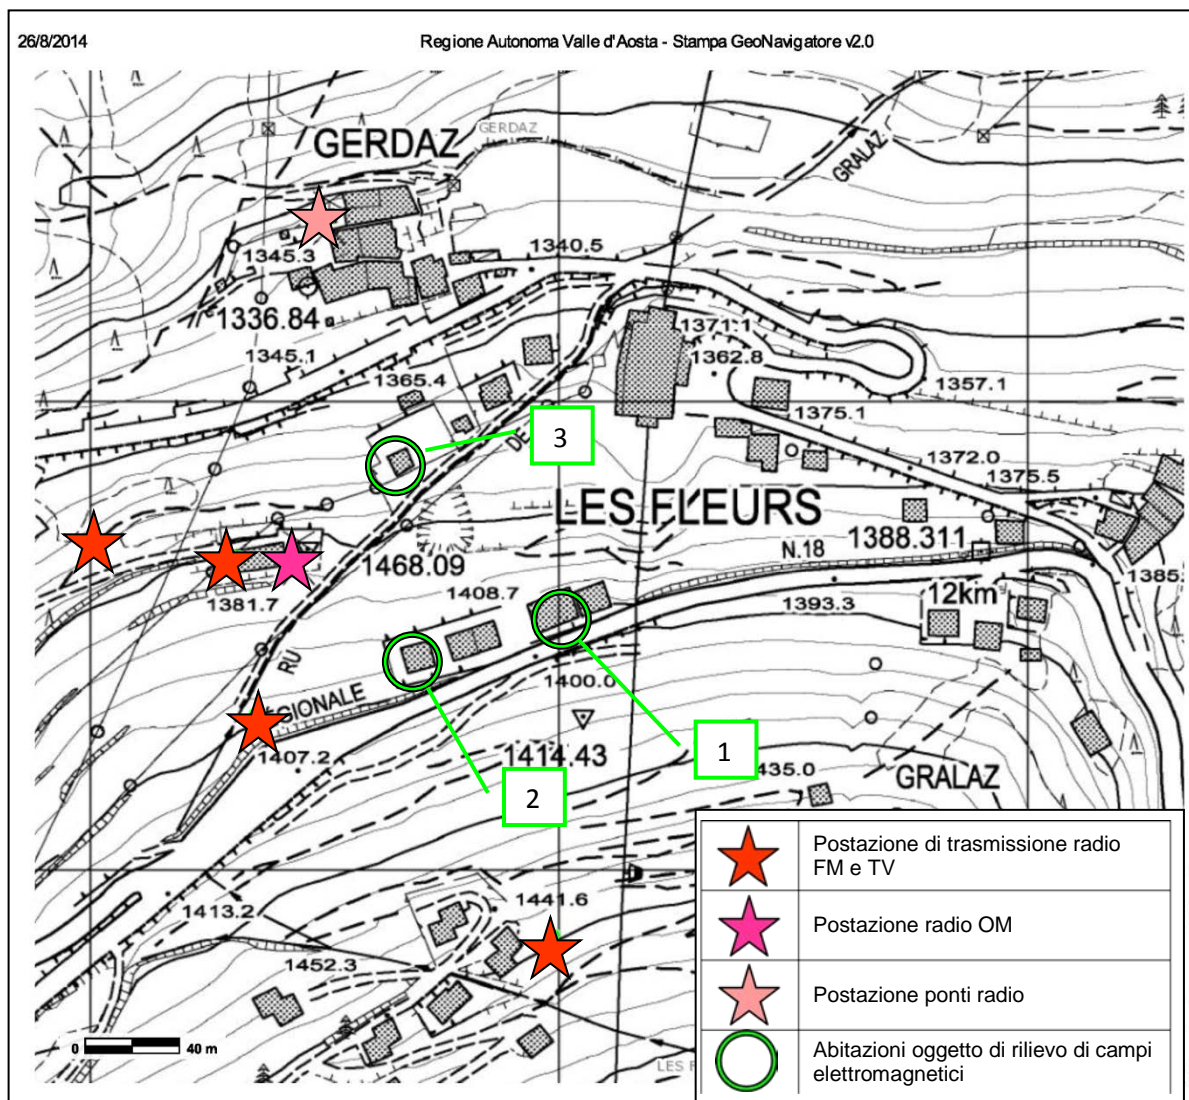 26/8/2014
Regione Autonoma Valle d'Aosta - Stampa GeoNavigatore v2.0
GERDAZ
GERDAZ
GRALAZ
1345.3
1340.5
1336.84
1371.1
1362.8
1345.1
1365.4
1357.1
1375.1
3
DE
1372.0
1375.5
LES FLEURS
N.18
1388.311
1468.09
1385.
1381.7
1408.7
1393.3
12km
RU
1400.0
GIONALE
1407.2
1414.43
1
435.0
2
GRALAZ
1441.6
1413.2
1452.3
0
40 m
LES F
Postazione di trasmissione radio
FM e TV
Postazione radio OM
Postazione ponti radio
Abitazioni oggetto di rilievo di campi
elettromagnetici